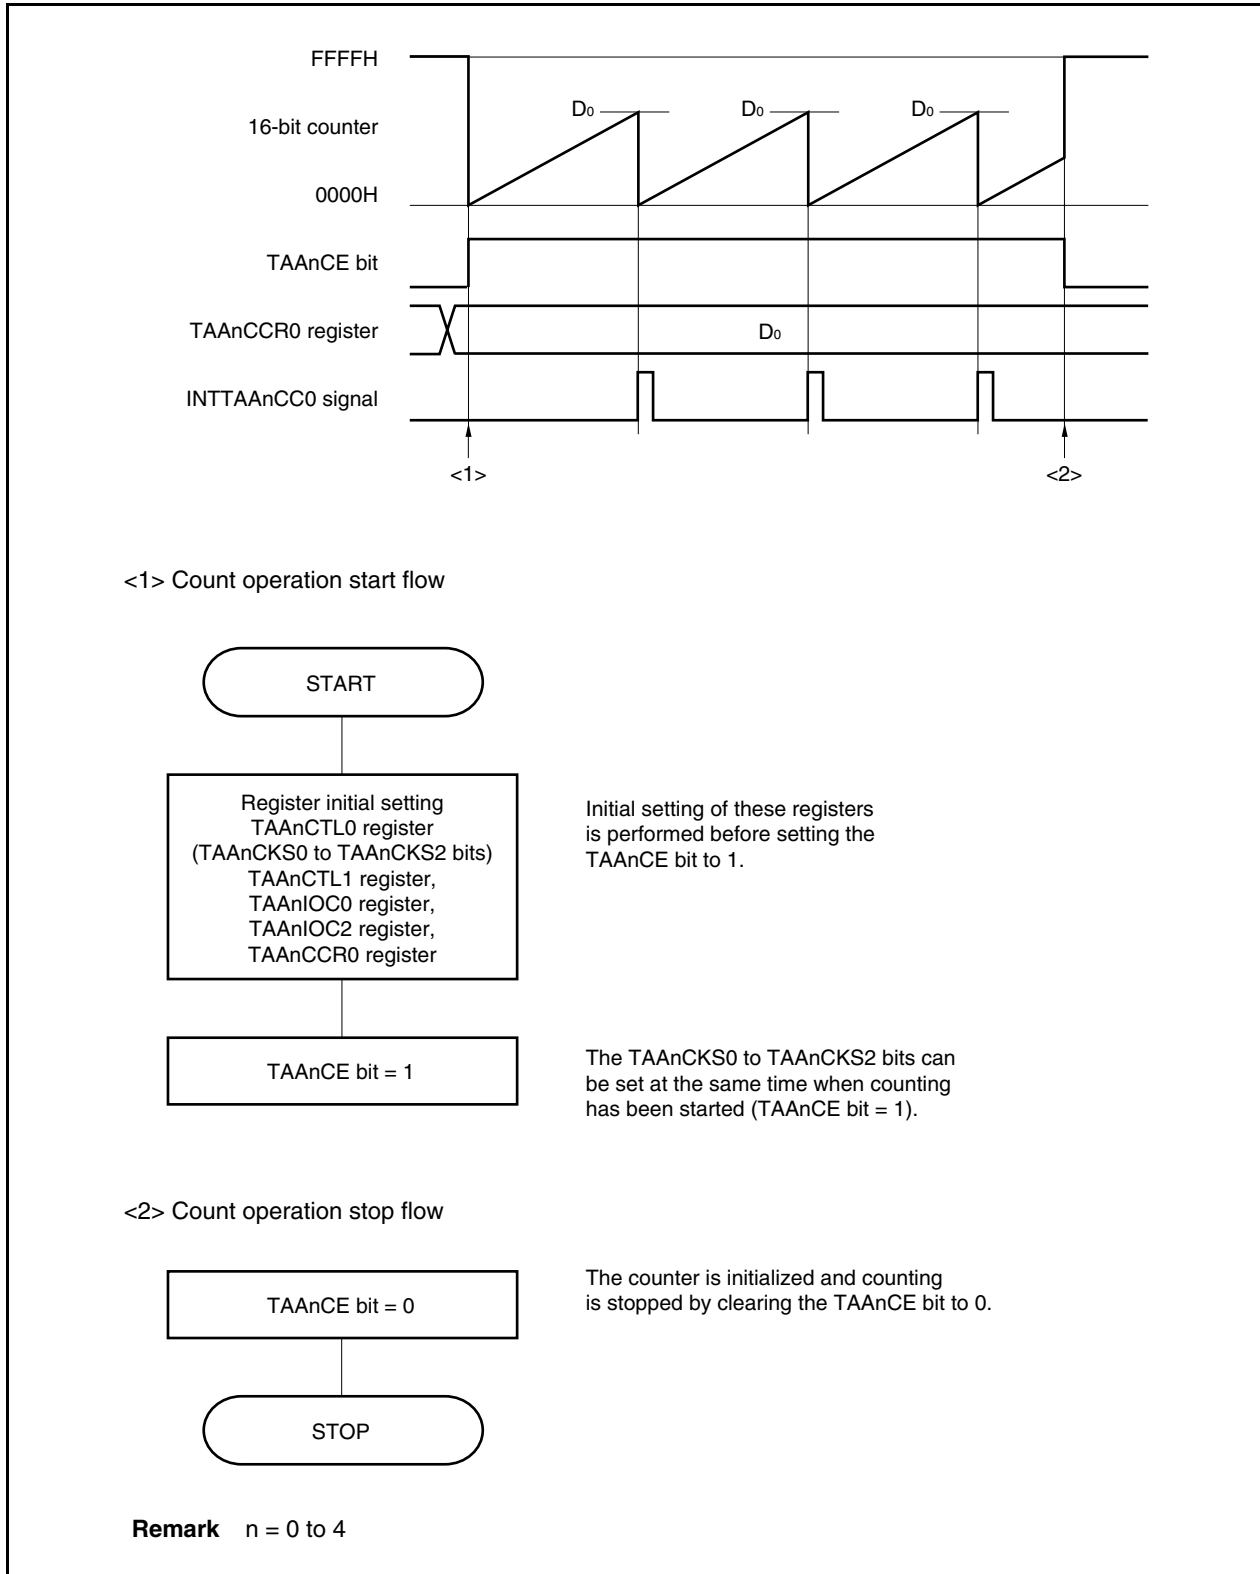 FFFFH
D0 D0 D0
16-bit counter
0000H
TAAnCE bit
TAAnCCR0 register D0
INTTAAnCC0 signal
<1> <2>
<1> Count operation start flow
START
Register initial setting
TAAnCTL0 register
(TAAnCKS0 to TAAnCKS2 bits)
TAAnCTL1 register,
TAAnIOC0 register,
TAAnIOC2 register,
TAAnCCR0 register
Initial setting of these registers
is performed before setting the
TAAnCE bit to 1.
TAAnCE bit = 1
The TAAnCKS0 to TAAnCKS2 bits can
be set at the same time when counting
has been started (TAAnCE bit = 1).
<2> Count operation stop flow
TAAnCE bit = 0
The counter is initialized and counting
is stopped by clearing the TAAnCE bit to 0.
STOP
Remark n = 0 to 4